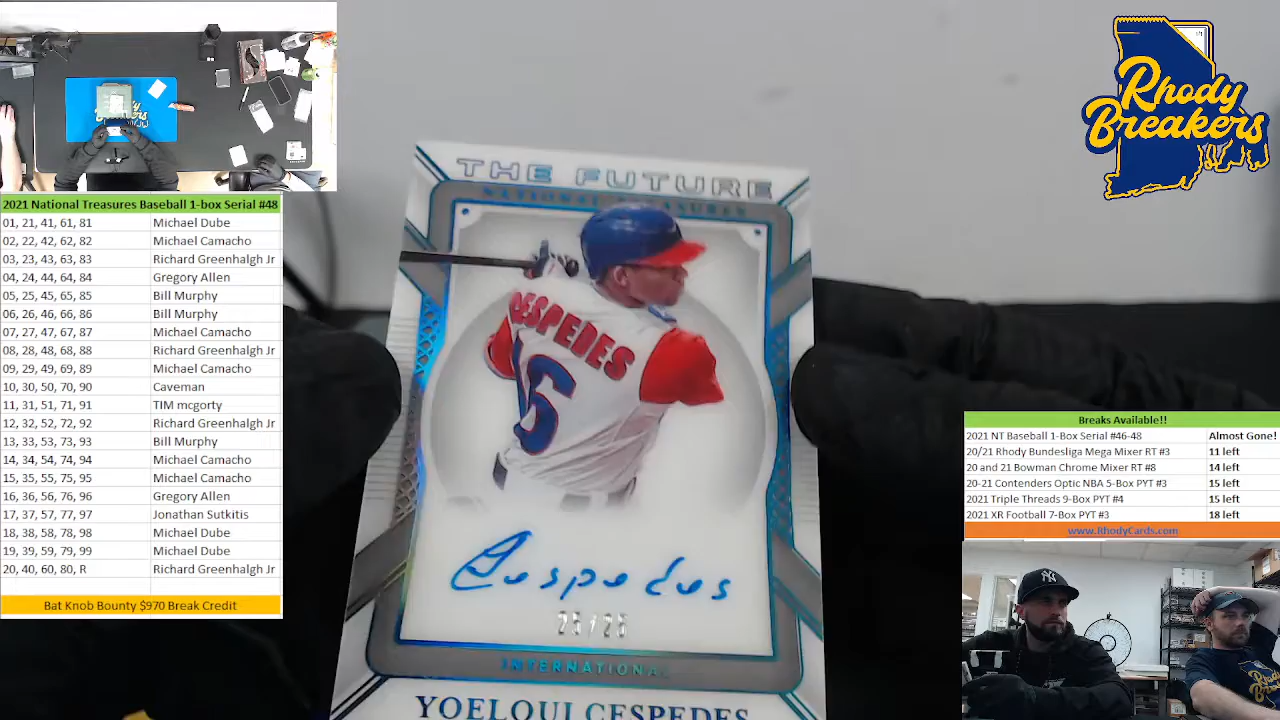 2021 National Treasures Baseball 1-box Serial #48
01, 21, 41, 61, 81 Michael Dube
02, 22, 42, 62, 82 Michael Camacho
03, 23, 43, 63, 83 Richard Greenhalgh Jr
04, 24, 44, 64, 84 Gregory Allen
05, 25, 45, 65, 85 Bill Murphy
06, 26, 46, 66, 86 Bill Murphy
07, 27, 47, 67, 87 Michael Camacho
08, 28, 48, 68, 88 Richard Greenhalgh Jr
09, 29, 49, 69, 89 Michael Camacho
10, 30, 50, 70, 90 Caveman
11, 31, 51, 71, 91 TIM mcgorty
12, 32, 52, 72, 92 Richard Greenhalgh Jr
13, 33, 53, 73, 93 Bill Murphy
14, 34, 54, 74, 94 Michael Camacho
15, 35, 55, 75, 95 Michael Camacho
16, 36, 56, 76, 96 Gregory Allen
17, 37, 57, 77, 97 Jonathan Sutkitis
18, 38, 58, 78, 98 Michael Dube
19, 39, 59, 79, 99 Michael Dube
20, 40, 60, 80, R Richard Greenhalgh Jr
Bat Knob Bounty $970 Break Credit
THE FUTURE
NATIONAL TREASURES
CESPEDES
16
Cespedes
25/25
INTERNATIONAL
YOELQUI CESPEDES
Rhody
Breakers
Breaks Available!!
2021 NT Baseball 1-Box Serial #46-48 Almost Gone!
20/21 Rhody Bundesliga Mega Mixer RT #3 11 left
20 and 21 Bowman Chrome Mixer RT #8 14 left
20-21 Contenders Optic NBA 5-Box PYT #3 15 left
2021 Triple Threads 9-Box PYT #4 15 left
2021 XR Football 7-Box PYT #3 18 left
www.RhodyCards.com
Rhody
Breakers